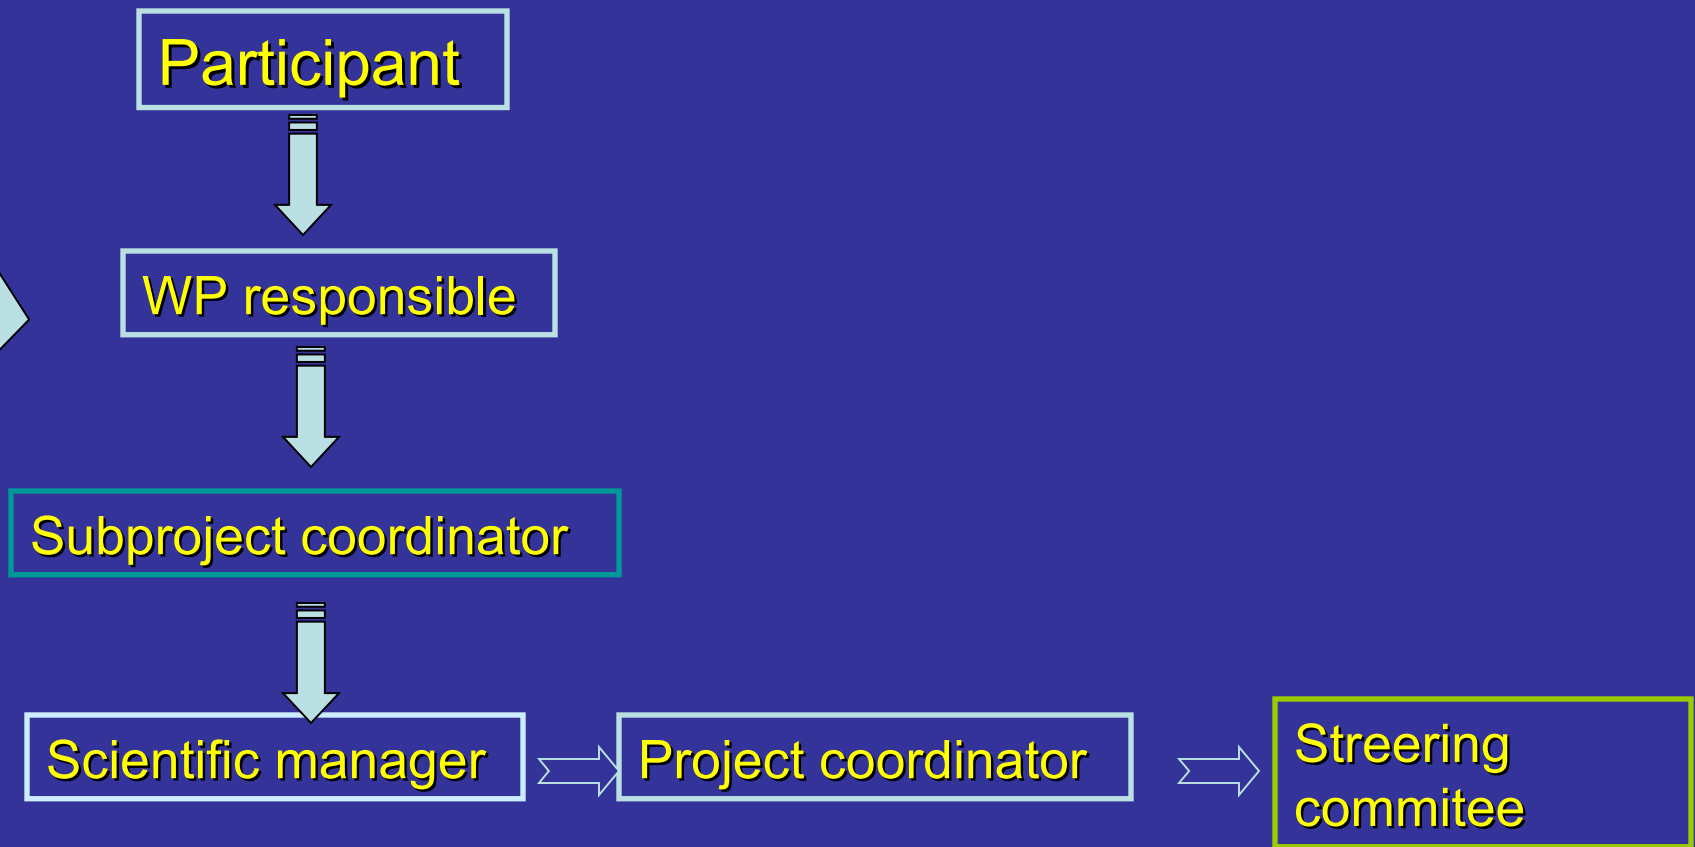 Participant
WP responsible
Subproject coordinator
Scientific manager
Project coordinator
Streering
commitee